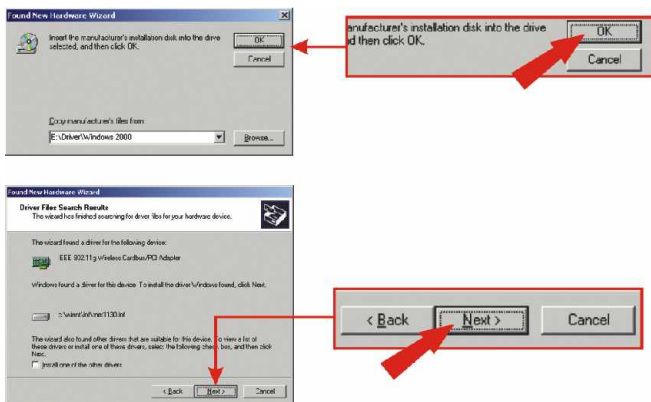 Found New Hardware Wizard
Insert the manufacturer's installation disk into the drive
selected, and then click OK.
OK
Cancel
Copy manufacturer's files from:
E:\Driver\Windows 2000
Browse...
anufacturer's installation disk into the drive
d then click OK.
OK
Cancel
Found New Hardware Wizard
Driver Files Search Results
The wizard has finished searching for driver files for your hardware device.
The wizard found a driver for the following device:
IEEE 802.11g Wireless Cardbus/PCI Adapter
Windows found a driver for this device. To install the driver Windows found, click Next.
The wizard also found other drivers that are suitable for this device. To view a list of
these drivers or install one of these drivers, select the following check box, and then click
Next.
Install one of the other drivers
< Back
Next >
Cancel
< Back
Next >
Cancel